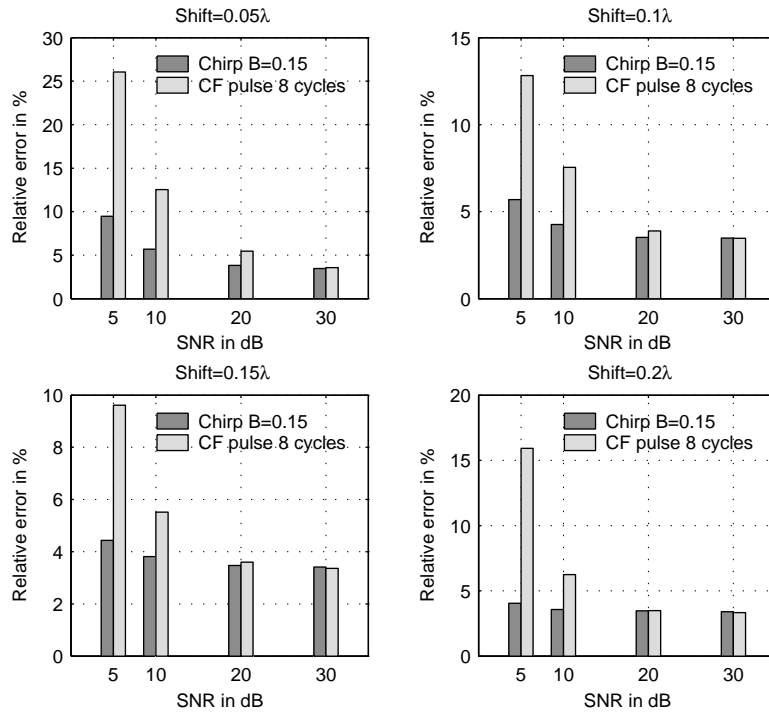 Shift=0.05λ
30
25
20
15
10
5
0
Relative error in %
Chirp B=0.15
CF pulse 8 cycles
5 10 20 30
SNR in dB
Shift=0.1λ
15
10
5
0
Relative error in %
Chirp B=0.15
CF pulse 8 cycles
5 10 20 30
SNR in dB
Shift=0.15λ
10
8
6
4
2
0
Relative error in %
Chirp B=0.15
CF pulse 8 cycles
5 10 20 30
SNR in dB
Shift=0.2λ
20
15
10
5
0
Relative error in %
Chirp B=0.15
CF pulse 8 cycles
5 10 20 30
SNR in dB